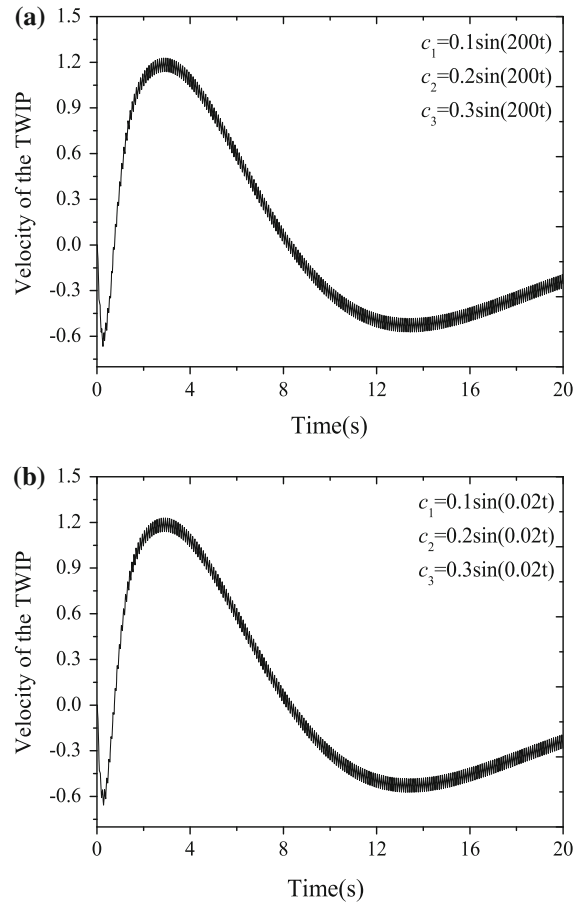 (a)
1.5
1.2
0.9
0.6
0.3
0.0
-0.3
-0.6
Velocity of the TWIP
c1=0.1sin(200t)
c2=0.2sin(200t)
c3=0.3sin(200t)
0 4 8 12 16 20
Time(s)
(b)
1.5
1.2
0.9
0.6
0.3
0.0
-0.3
-0.6
Velocity of the TWIP
c1=0.1sin(0.02t)
c2=0.2sin(0.02t)
c3=0.3sin(0.02t)
0 4 8 12 16 20
Time(s)